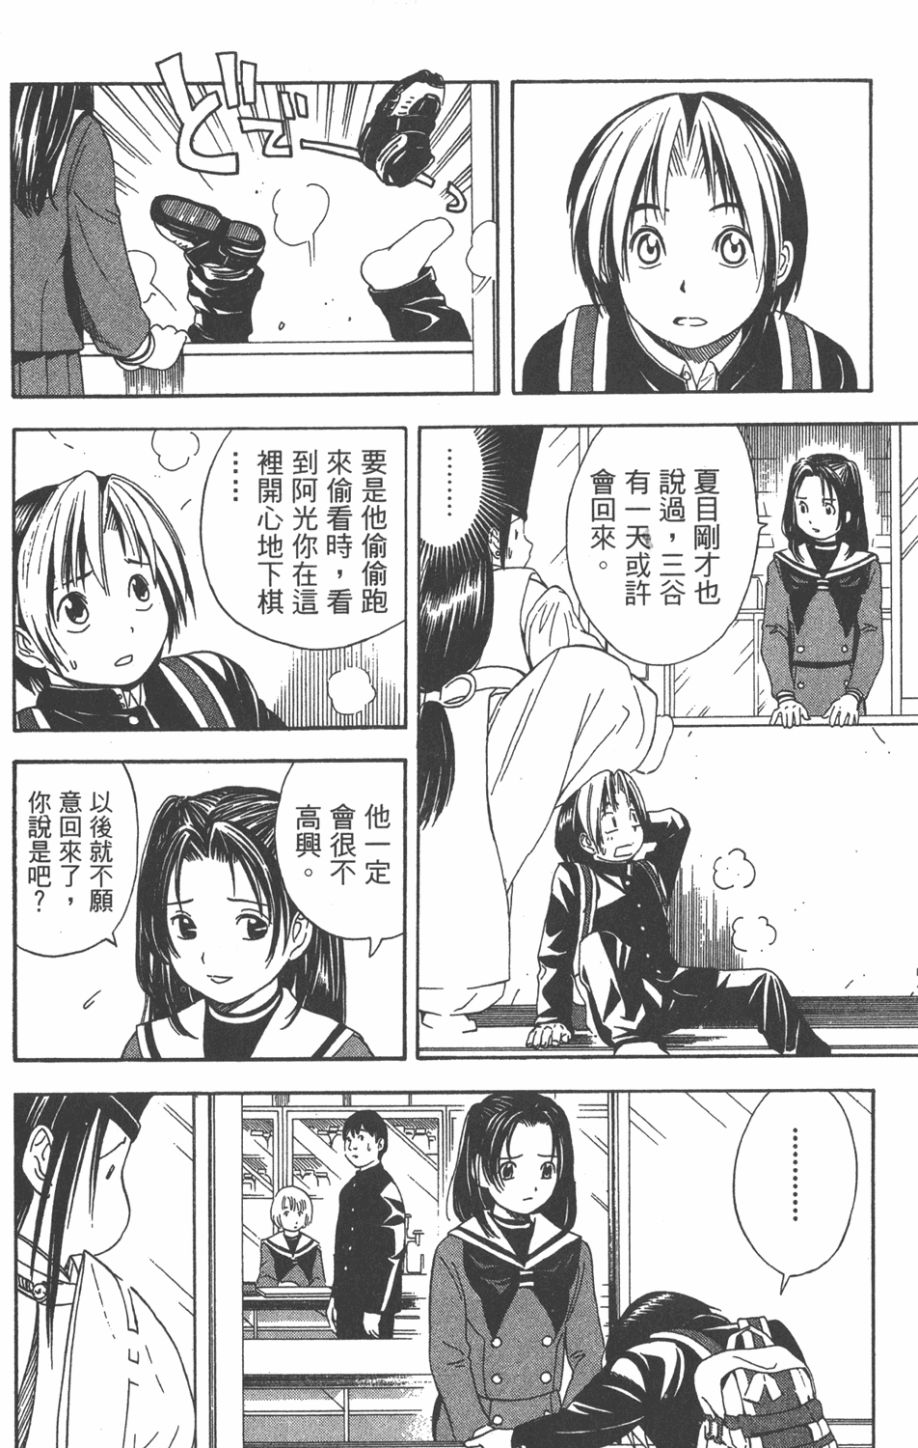 どでーっ
夏目剛才也
說過，三谷
有一天或許
會回來。
………
要是他偷偷跑
來偷看時，看
到阿光你在這
裡開心地下棋
……
他一定
會很不
高興。
以後就不願
意回來了，
你說是吧？
…………